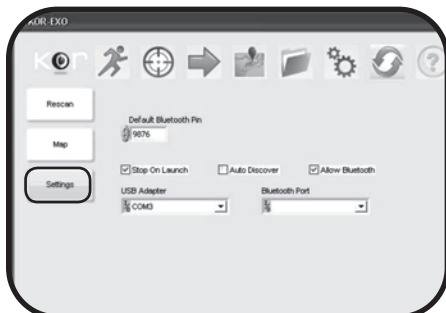 KOR-EXO
Kor
Rescan
Map
Settings
Default Bluetooth Pin
9876
Stop On Launch
Auto Discover
Allow Bluetooth
USB Adapter
COM3
Bluetooth Port
?